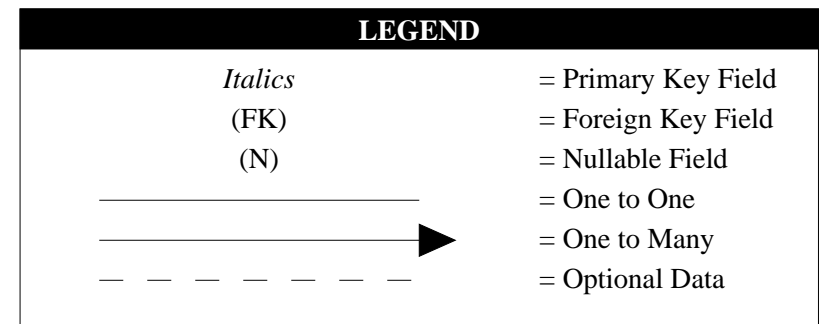 LEGEND
Italics = Primary Key Field
(FK) = Foreign Key Field
(N) = Nullable Field
= One to One
= One to Many
= Optional Data